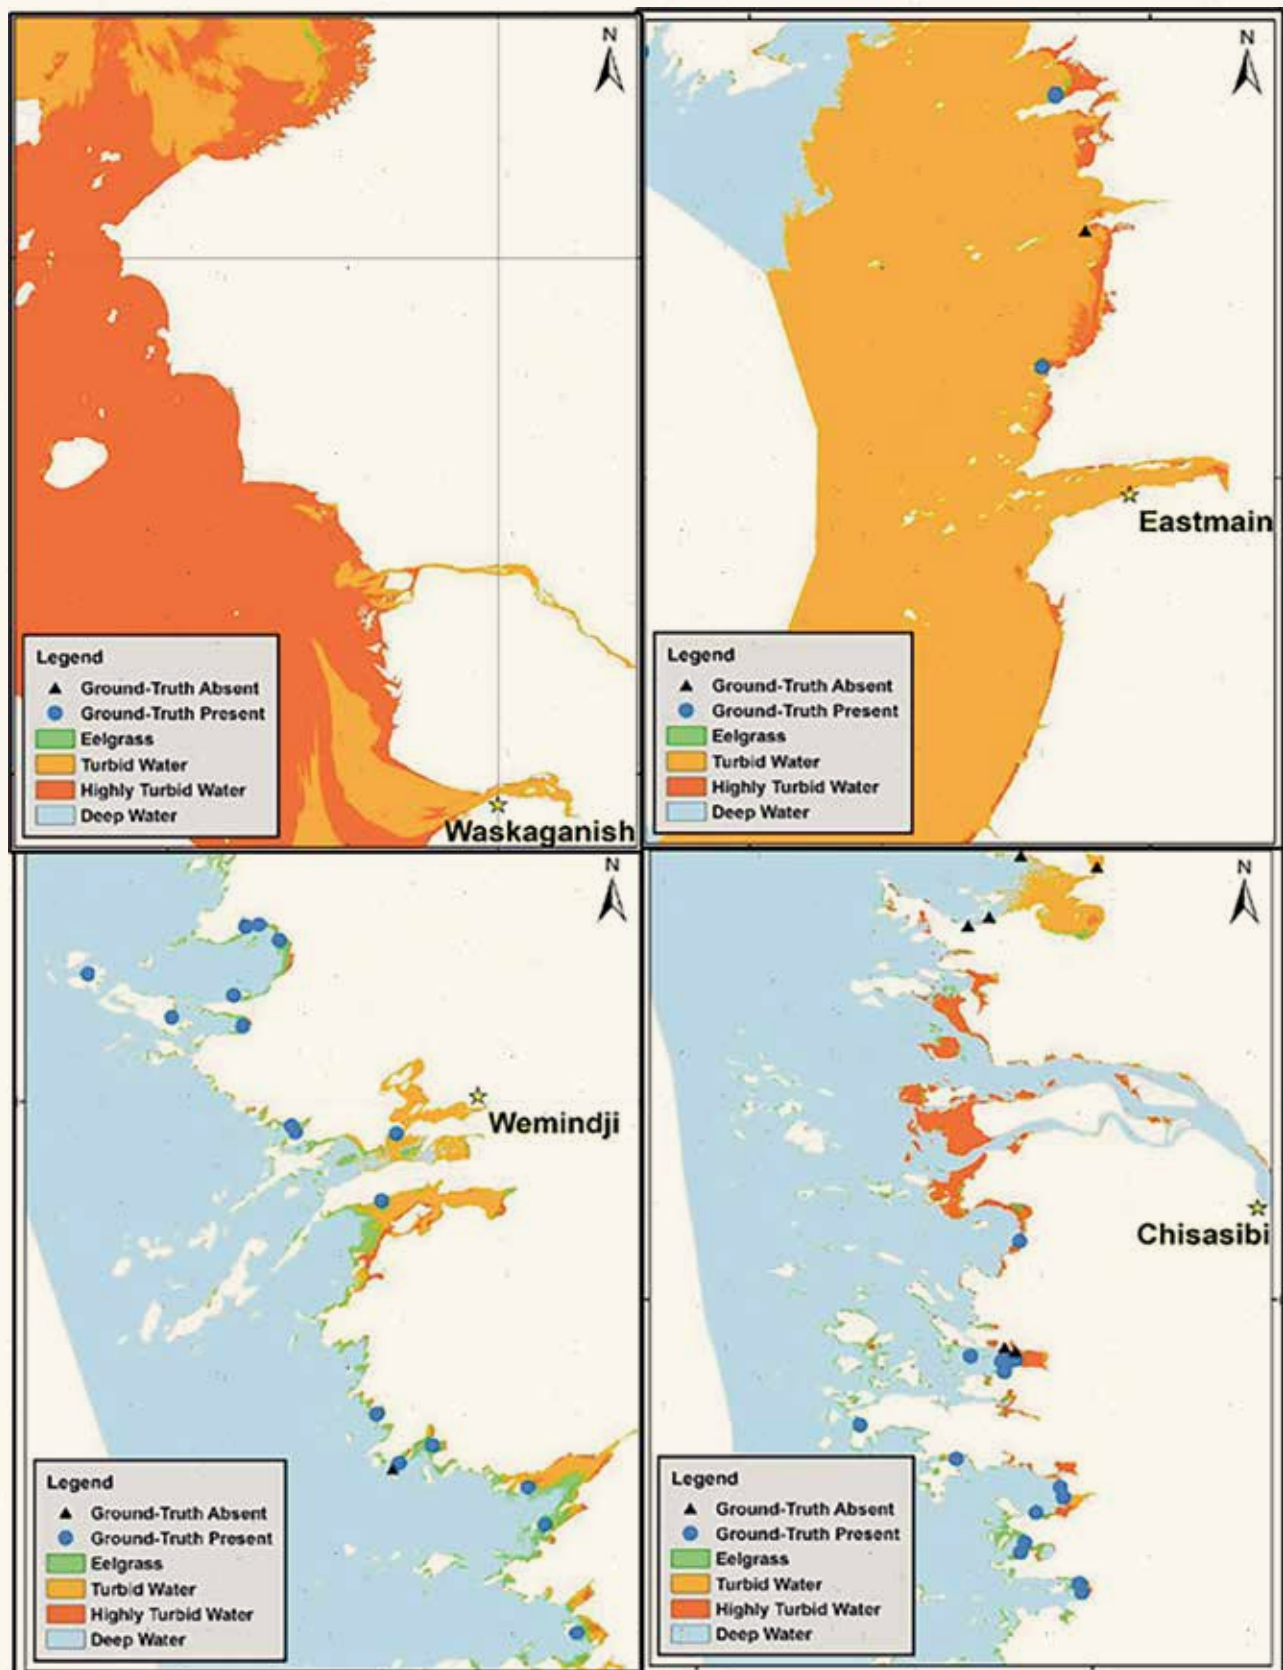 N
Legend
Ground-Truth Absent
Ground-Truth Present
Eelgrass
Turbid Water
Highly Turbid Water
Deep Water
Waskaganish
N
Eastmain
Legend
Ground-Truth Absent
Ground-Truth Present
Eelgrass
Turbid Water
Highly Turbid Water
Deep Water
N
Wemindji
Legend
Ground-Truth Absent
Ground-Truth Present
Eelgrass
Turbid Water
Highly Turbid Water
Deep Water
N
Chisasibi
Legend
Ground-Truth Absent
Ground-Truth Present
Eelgrass
Turbid Water
Highly Turbid Water
Deep Water